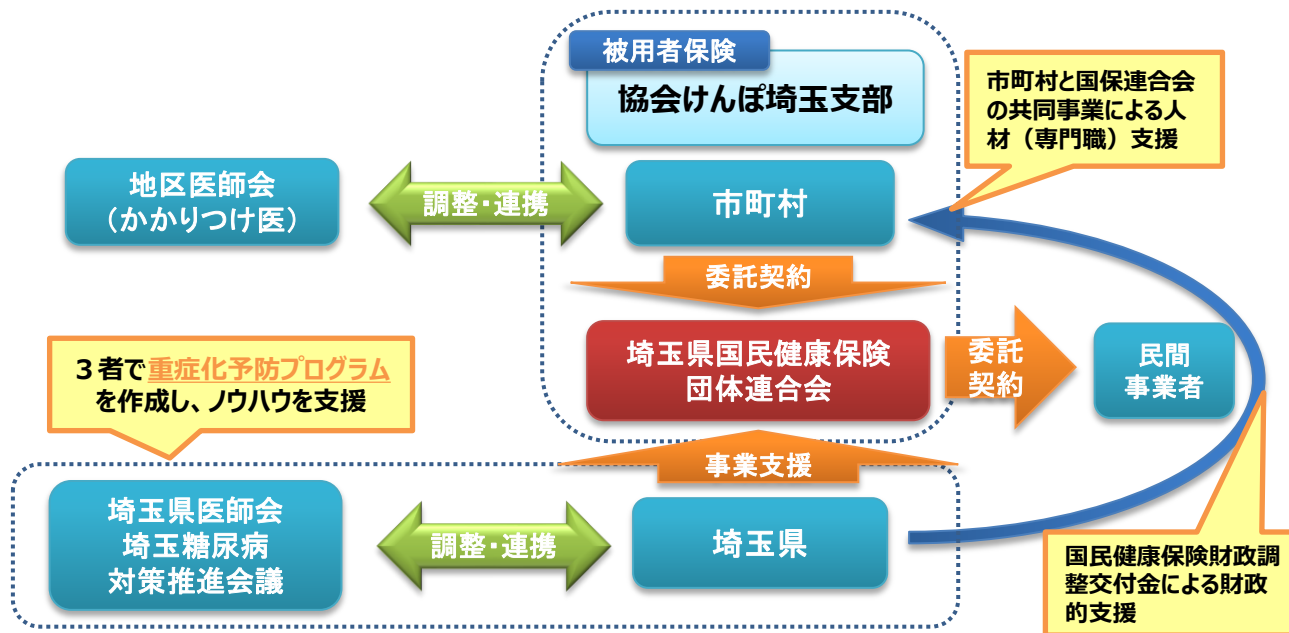 被用者保険
協会けんぽ埼玉支部
市町村と国保連合会
の共同事業による人
材（専門職）支援
地区医師会
（かかりつけ医）
調整・連携
市町村
委託契約
埼玉県国民健康保険
団体連合会
委託
契約
民間
事業者
３者で重症化予防プログラム
を作成し、ノウハウを支援
事業支援
埼玉県医師会
埼玉糖尿病
対策推進会議
調整・連携
埼玉県
国民健康保険財政調
整交付金による財政
的支援